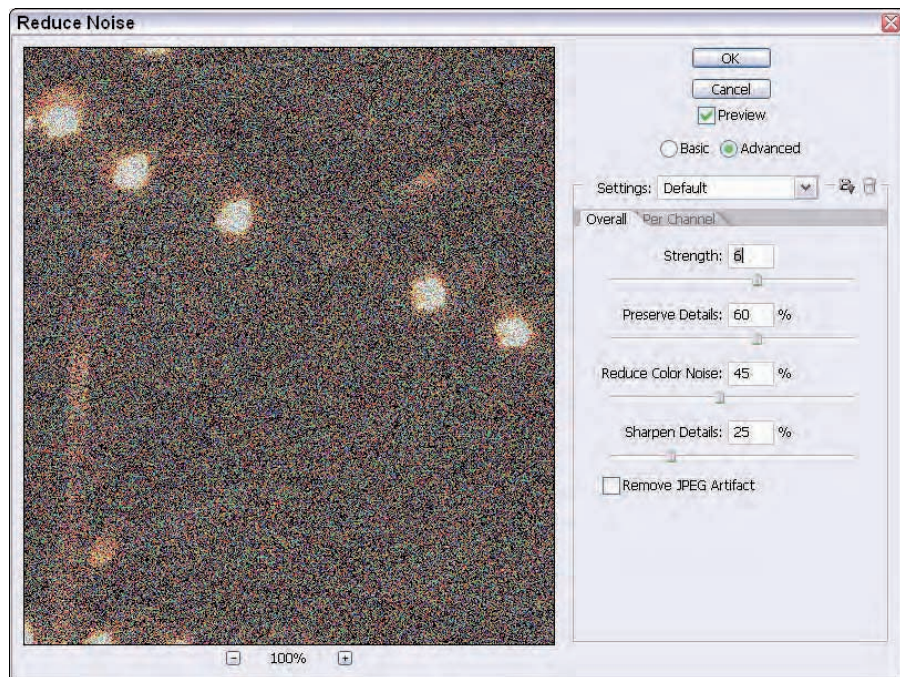 Reduce Noise
OK
Cancel
Preview
Basic Advanced
Settings: Default
Overall Per Channel
Strength: 6
Preserve Details: 60 %
Reduce Color Noise: 45 %
Sharpen Details: 25 %
Remove JPEG Artifact
100%